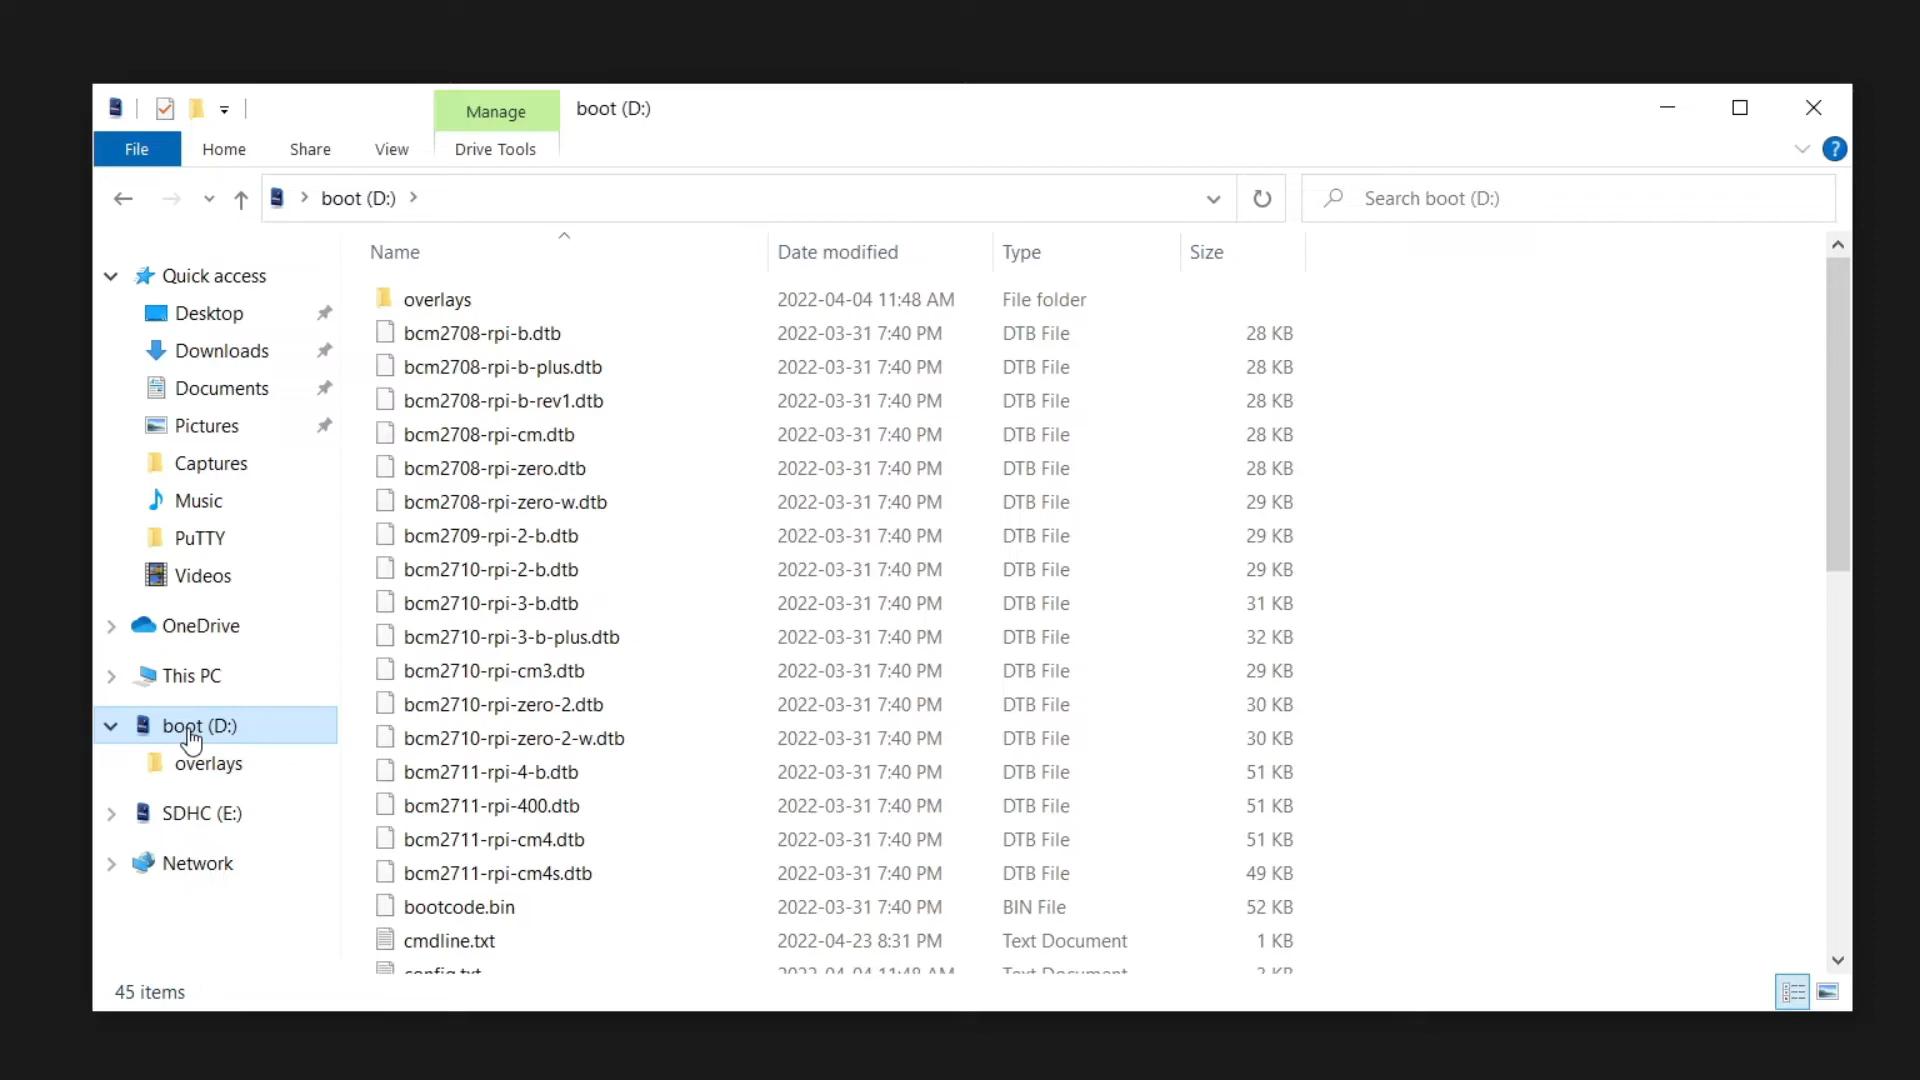 Manage
boot (D:)
File
Home
Share
View
Drive Tools
?
boot (D:)
Search boot (D:)
Name
Date modified
Type
Size
Quick access
Desktop
Downloads
Documents
Pictures
Captures
Music
PuTTY
Videos
OneDrive
This PC
boot (D:)
overlays
SDHC (E:)
Network
overlays 2022-04-04 11:48 AM File folder
bcm2708-rpi-b.dtb 2022-03-31 7:40 PM DTB File 28 KB
bcm2708-rpi-b-plus.dtb 2022-03-31 7:40 PM DTB File 28 KB
bcm2708-rpi-b-rev1.dtb 2022-03-31 7:40 PM DTB File 28 KB
bcm2708-rpi-cm.dtb 2022-03-31 7:40 PM DTB File 28 KB
bcm2708-rpi-zero.dtb 2022-03-31 7:40 PM DTB File 28 KB
bcm2708-rpi-zero-w.dtb 2022-03-31 7:40 PM DTB File 29 KB
bcm2709-rpi-2-b.dtb 2022-03-31 7:40 PM DTB File 29 KB
bcm2710-rpi-2-b.dtb 2022-03-31 7:40 PM DTB File 29 KB
bcm2710-rpi-3-b.dtb 2022-03-31 7:40 PM DTB File 31 KB
bcm2710-rpi-3-b-plus.dtb 2022-03-31 7:40 PM DTB File 32 KB
bcm2710-rpi-cm3.dtb 2022-03-31 7:40 PM DTB File 29 KB
bcm2710-rpi-zero-2.dtb 2022-03-31 7:40 PM DTB File 30 KB
bcm2710-rpi-zero-2-w.dtb 2022-03-31 7:40 PM DTB File 30 KB
bcm2711-rpi-4-b.dtb 2022-03-31 7:40 PM DTB File 51 KB
bcm2711-rpi-400.dtb 2022-03-31 7:40 PM DTB File 51 KB
bcm2711-rpi-cm4.dtb 2022-03-31 7:40 PM DTB File 51 KB
bcm2711-rpi-cm4s.dtb 2022-03-31 7:40 PM DTB File 49 KB
bootcode.bin 2022-03-31 7:40 PM BIN File 52 KB
cmdline.txt 2022-04-23 8:31 PM Text Document 1 KB
config.txt 2022-04-04 11:48 AM Text Document KB
45 items